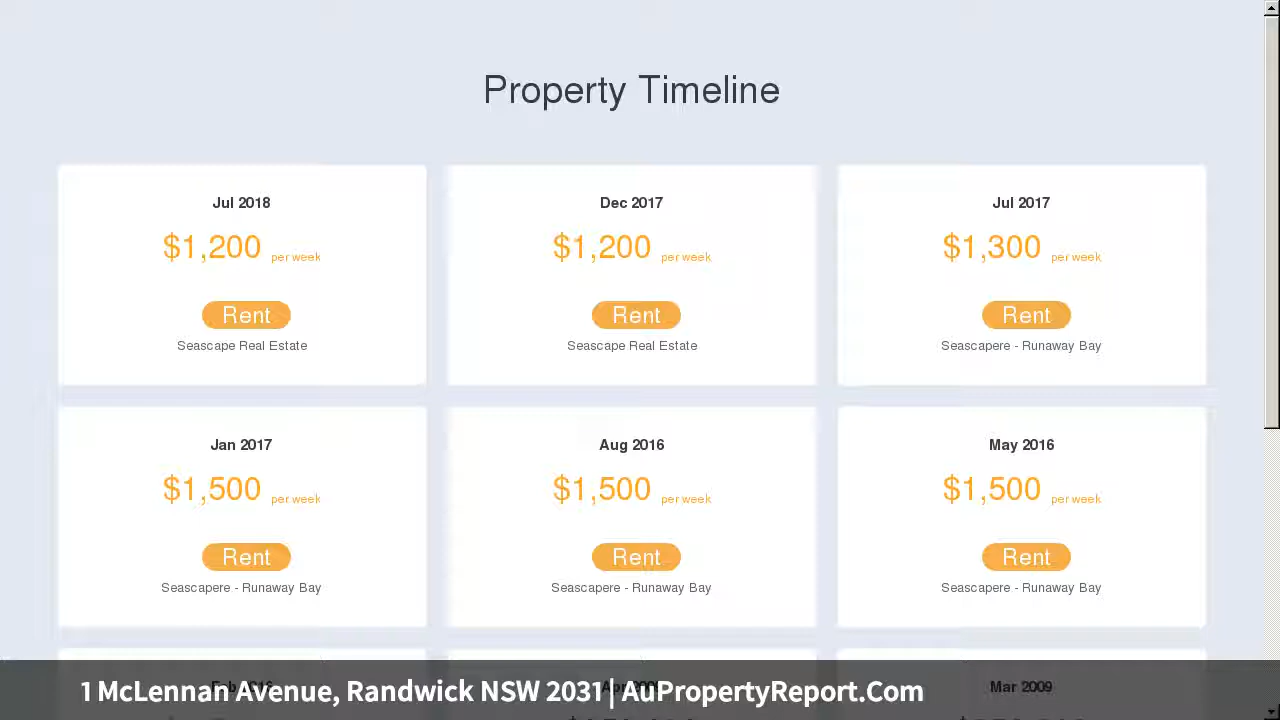 Property Timeline
Jul 2018
$1,200 per week
Rent
Seascape Real Estate
Dec 2017
$1,200 per week
Rent
Seascape Real Estate
Jul 2017
$1,300 per week
Rent
Seascapere - Runaway Bay
Jan 2017
$1,500 per week
Rent
Seascapere - Runaway Bay
Aug 2016
$1,500 per week
Rent
Seascapere - Runaway Bay
May 2016
$1,500 per week
Rent
Seascapere - Runaway Bay
Mar 2009
1 McLennan Avenue, Randwick NSW 2031| AuPropertyReport.Com